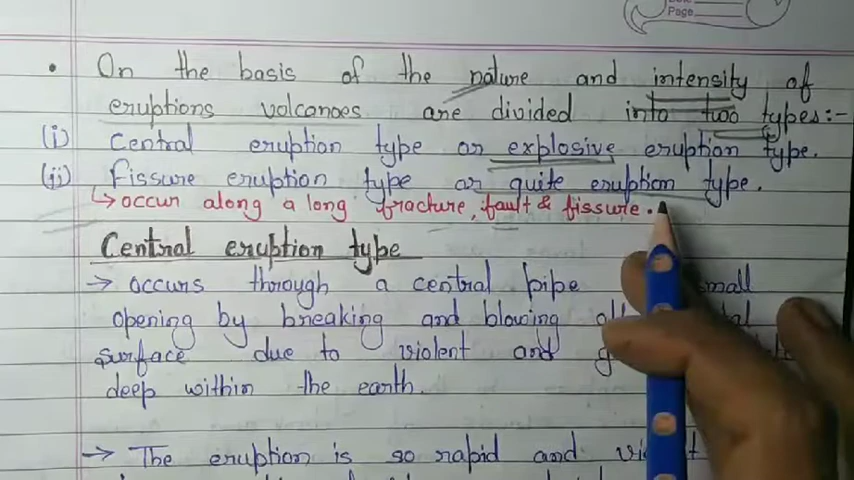 Page
• On the basis of the nature and intensity of
eruptions volcanoes are divided into two types:-
(i) Central eruption type or explosive eruption type.
(ii) Fissure eruption type or quite eruption type.
↳ occur along a long fracture, fault & fissure.
Central eruption type
→ occurs through a central pipe small
opening by breaking and blowing
surface due to violent and
deep within the earth.
→ The eruption is so rapid and